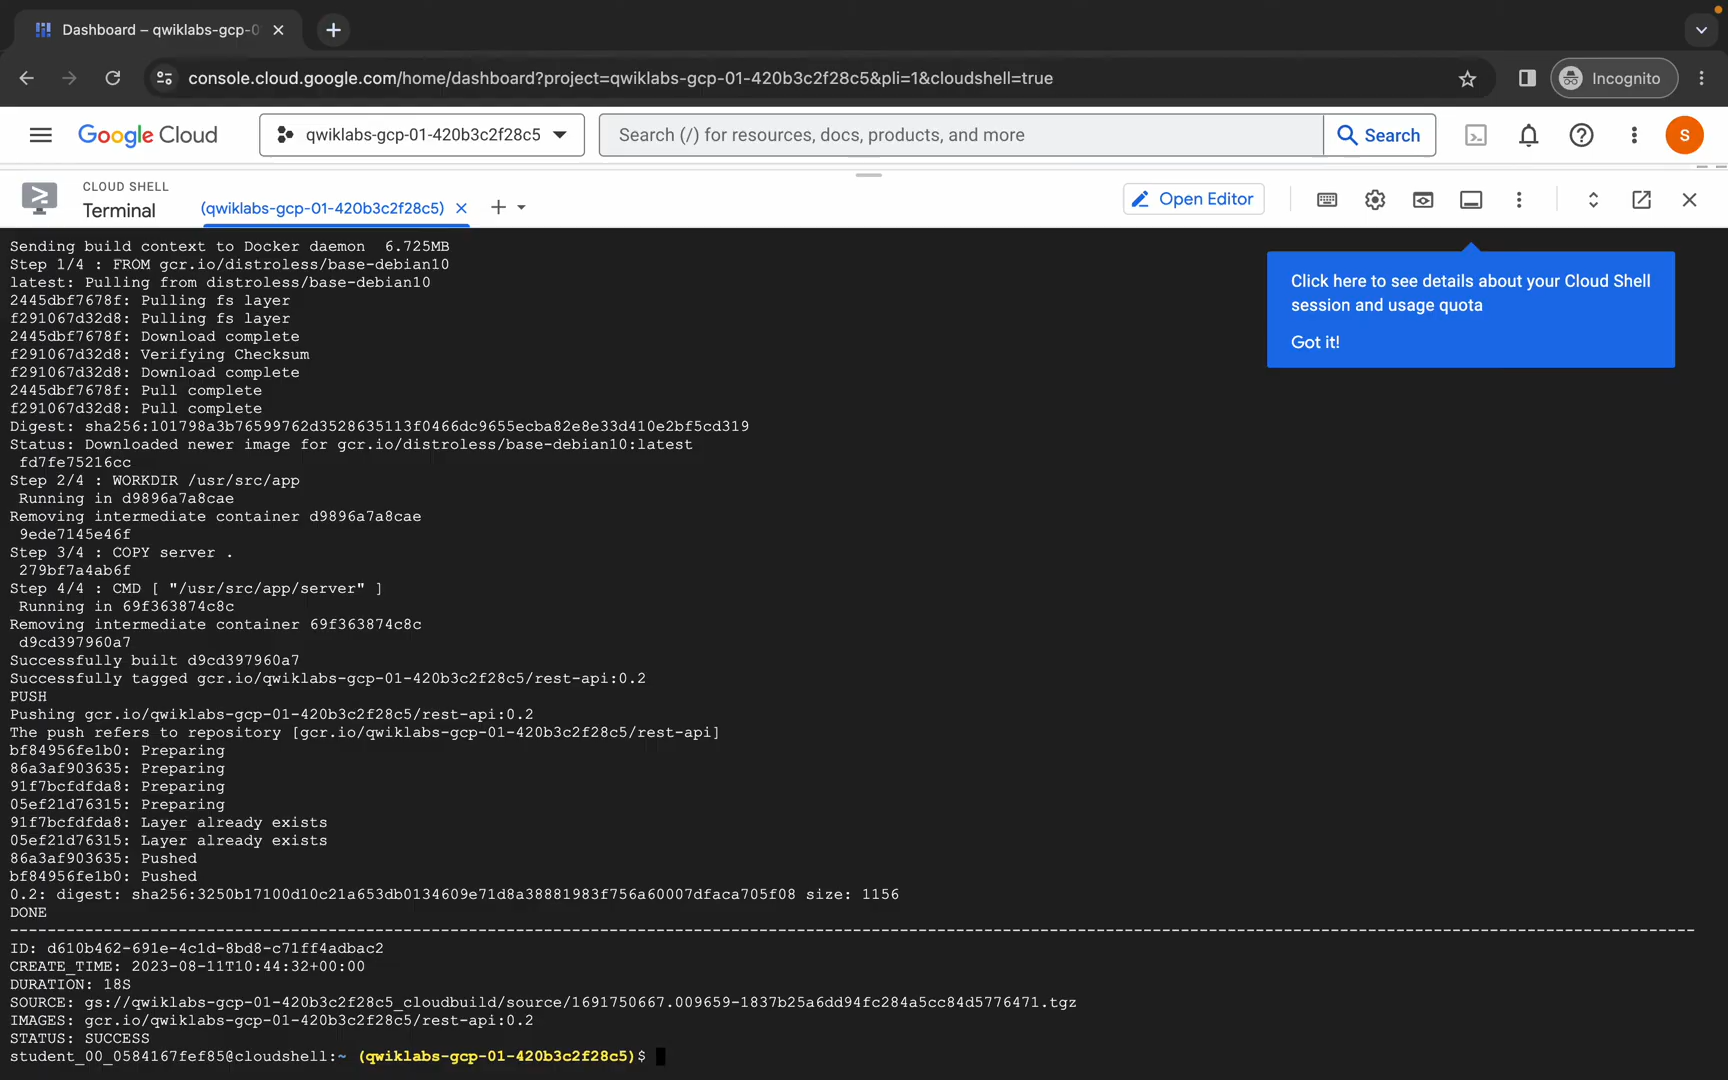 Dashboard – qwiklabs-gcp-0
console.cloud.google.com/home/dashboard?project=qwiklabs-gcp-01-420b3c2f28c5&pli=1&cloudshell=true
Incognito
Google Cloud
qwiklabs-gcp-01-420b3c2f28c5
Search (/) for resources, docs, products, and more
Search
S
CLOUD SHELL
Terminal
(qwiklabs-gcp-01-420b3c2f28c5)
Open Editor
Click here to see details about your Cloud Shell
session and usage quota
Got it!
Sending build context to Docker daemon  6.725MB
Step 1/4 : FROM gcr.io/distroless/base-debian10
latest: Pulling from distroless/base-debian10
2445dbf7678f: Pulling fs layer
f291067d32d8: Pulling fs layer
2445dbf7678f: Download complete
f291067d32d8: Verifying Checksum
f291067d32d8: Download complete
2445dbf7678f: Pull complete
f291067d32d8: Pull complete
Digest: sha256:101798a3b76599762d3528635113f0466dc9655ecba82e8e33d410e2bf5cd319
Status: Downloaded newer image for gcr.io/distroless/base-debian10:latest
fd7fe75216cc
Step 2/4 : WORKDIR /usr/src/app
Running in d9896a7a8cae
Removing intermediate container d9896a7a8cae
9ede7145e46f
Step 3/4 : COPY server .
279bf7a4ab6f
Step 4/4 : CMD [ "/usr/src/app/server" ]
Running in 69f363874c8c
Removing intermediate container 69f363874c8c
d9cd397960a7
Successfully built d9cd397960a7
Successfully tagged gcr.io/qwiklabs-gcp-01-420b3c2f28c5/rest-api:0.2
PUSH
Pushing gcr.io/qwiklabs-gcp-01-420b3c2f28c5/rest-api:0.2
The push refers to repository [gcr.io/qwiklabs-gcp-01-420b3c2f28c5/rest-api]
bf84956fe1b0: Preparing
86a3af903635: Preparing
91f7bcfdfda8: Preparing
05ef21d76315: Preparing
91f7bcfdfda8: Layer already exists
05ef21d76315: Layer already exists
86a3af903635: Pushed
bf84956fe1b0: Pushed
0.2: digest: sha256:3250b17100d10c21a653db0134609e71d8a38881983f756a60007dfaca705f08 size: 1156
DONE
--------------------------------------------------------------------------------------------------------------------------------------------------------------------------------
ID: d610b462-691e-4c1d-8bd8-c71ff4adbac2
CREATE_TIME: 2023-08-11T10:44:32+00:00
DURATION: 18S
SOURCE: gs://qwiklabs-gcp-01-420b3c2f28c5_cloudbuild/source/1691750667.009659-1837b25a6dd94fc284a5cc84d5776471.tgz
IMAGES: gcr.io/qwiklabs-gcp-01-420b3c2f28c5/rest-api:0.2
STATUS: SUCCESS
student_00_0584167fef85@cloudshell:~ (qwiklabs-gcp-01-420b3c2f28c5)$